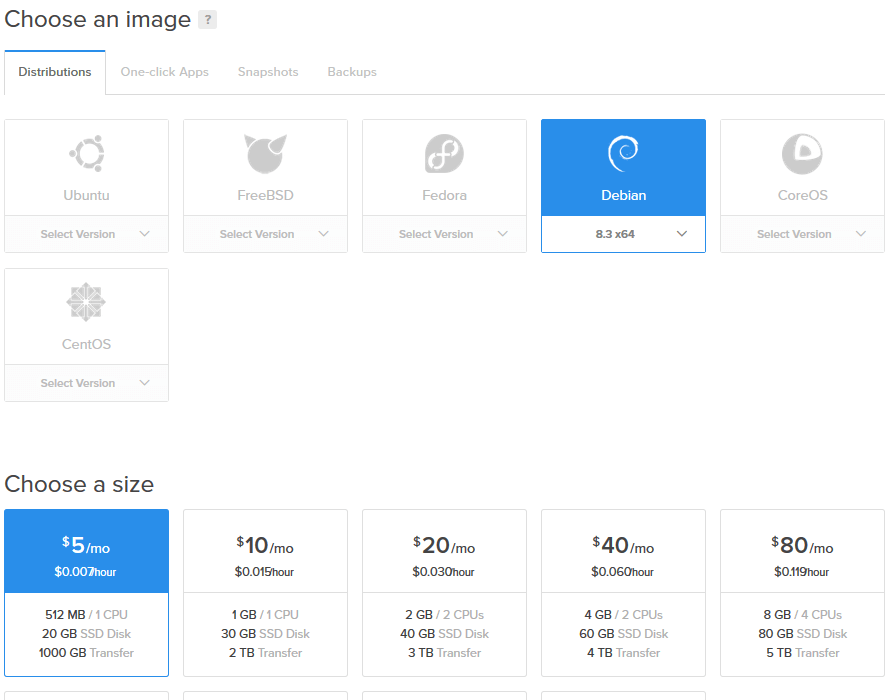 Choose an image ?
Distributions One-click Apps Snapshots Backups
Ubuntu FreeBSD Fedora Debian CoreOS
Select Version Select Version Select Version 8.3 x64 Select Version
CentOS
Select Version
Choose a size
$5/mo $10/mo $20/mo $40/mo $80/mo
$0.007/hour $0.015/hour $0.030/hour $0.060/hour $0.119/hour
512 MB / 1 CPU 1 GB / 1 CPU 2 GB / 2 CPUs 4 GB / 2 CPUs 8 GB / 4 CPUs
20 GB SSD Disk 30 GB SSD Disk 40 GB SSD Disk 60 GB SSD Disk 80 GB SSD Disk
1000 GB Transfer 2 TB Transfer 3 TB Transfer 4 TB Transfer 5 TB Transfer